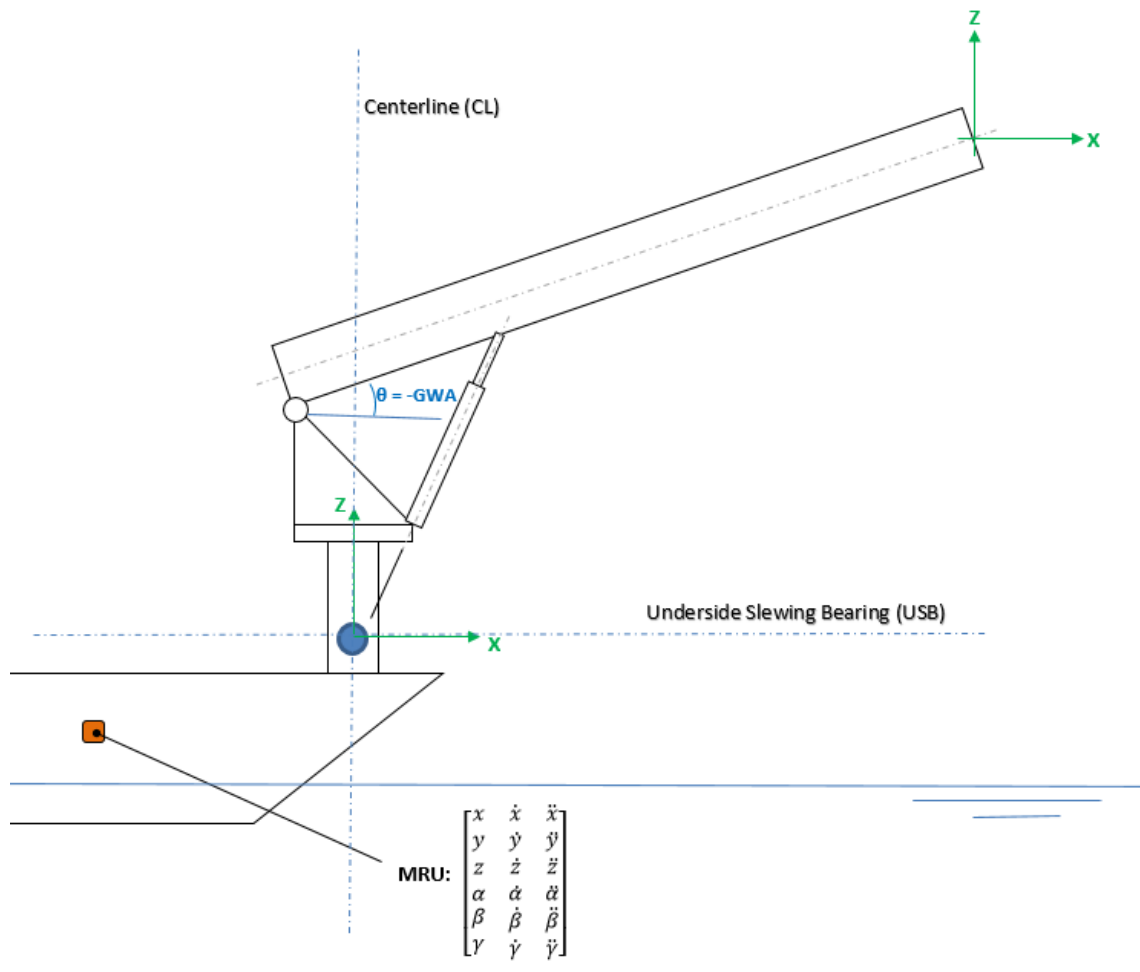 Z
X
Centerline (CL)
θ = -GWA
Z
Underside Slewing Bearing (USB)
X
MRU:
x ẋ ẍ
y ẏ ÿ
z ż z̈
α α̇ α̈
β β̇ β̈
γ γ̇ γ̈